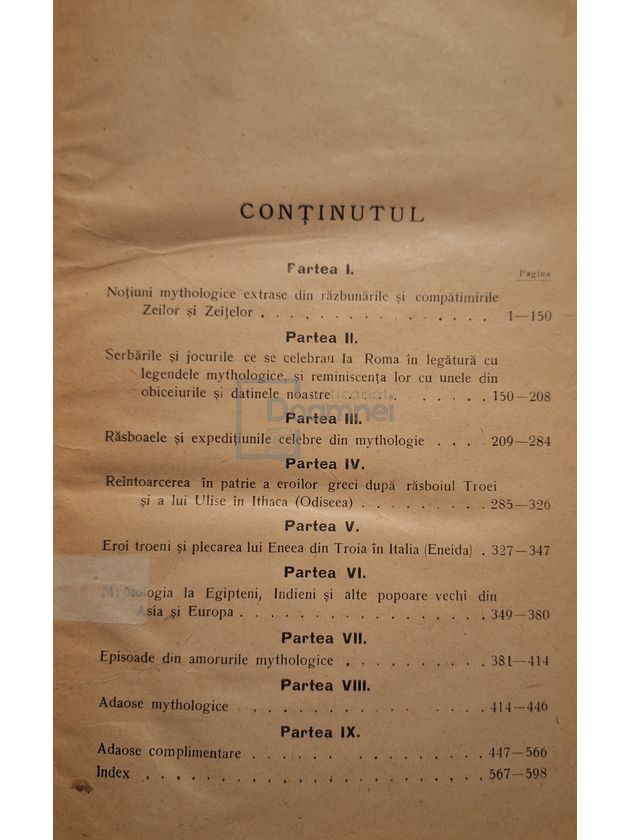 CONȚINUTUL
Partea I.
Pagina
Noțiuni mythologice extrase din răzbunările și compătimirile
Zeilor și Zeițelor . . . . . . . . . . . . . 1—150
Partea II.
Serbările și jocurile ce se celebrau la Roma în legătură cu
legendele mythologice, și reminiscența lor cu unele din
obiceiurile și datinele noastre . . . . . . . 150—208
Partea III.
Răsboaele și expedițiunile celebre din mythologie . . . . 209—284
Partea IV.
Reîntoarcerea în patrie a eroilor greci după răsboiul Troei
și a lui Ulise în Ithaca (Odiseea) . . . . . . . . 285—326
Partea V.
Eroi troeni și plecarea lui Eneea din Troia în Italia (Eneida) . 327—347
Partea VI.
Mythologia la Egipteni, Indieni și alte popoare vechi din
Asia și Europa . . . . . . . . . . . . . . 349—380
Partea VII.
Episoade din amorurile mythologice . . . . . . . . 381—414
Partea VIII.
Adaose mythologice . . . . . . . . . . . . . 414—446
Partea IX.
Adaose complimentare . . . . . . . . . . . . 447—566
Index . . . . . . . . . . . . . . . . . . 567—598
Doamnei